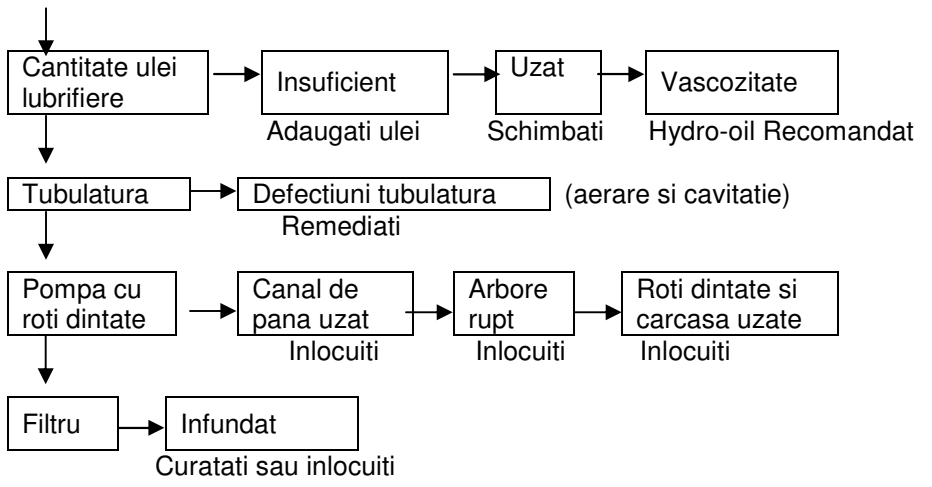 Cantitate ulei
lubrifiere
Insuficient
Uzat
Vascozitate
Adaugati ulei
Schimbati
Hydro-oil Recomandat
Tubulatura
Defectiuni tubulatura
(aerare si cavitatie)
Remediati
Pompa cu
roti dintate
Canal de
pana uzat
Arbore
rupt
Roti dintate si
carcasa uzate
Inlocuiti
Inlocuiti
Inlocuiti
Filtru
Infundat
Curatati sau inlocuiti